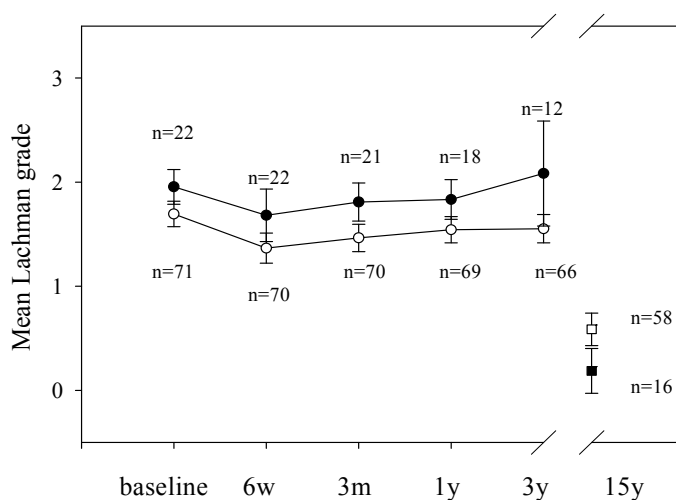 3
n=12
n=22
n=21
n=18
n=22
2
1
n=71
n=70
n=70
n=69
n=66
n=58
0
n=16
Mean Lachman grade
baseline 6w 3m 1y 3y 15y